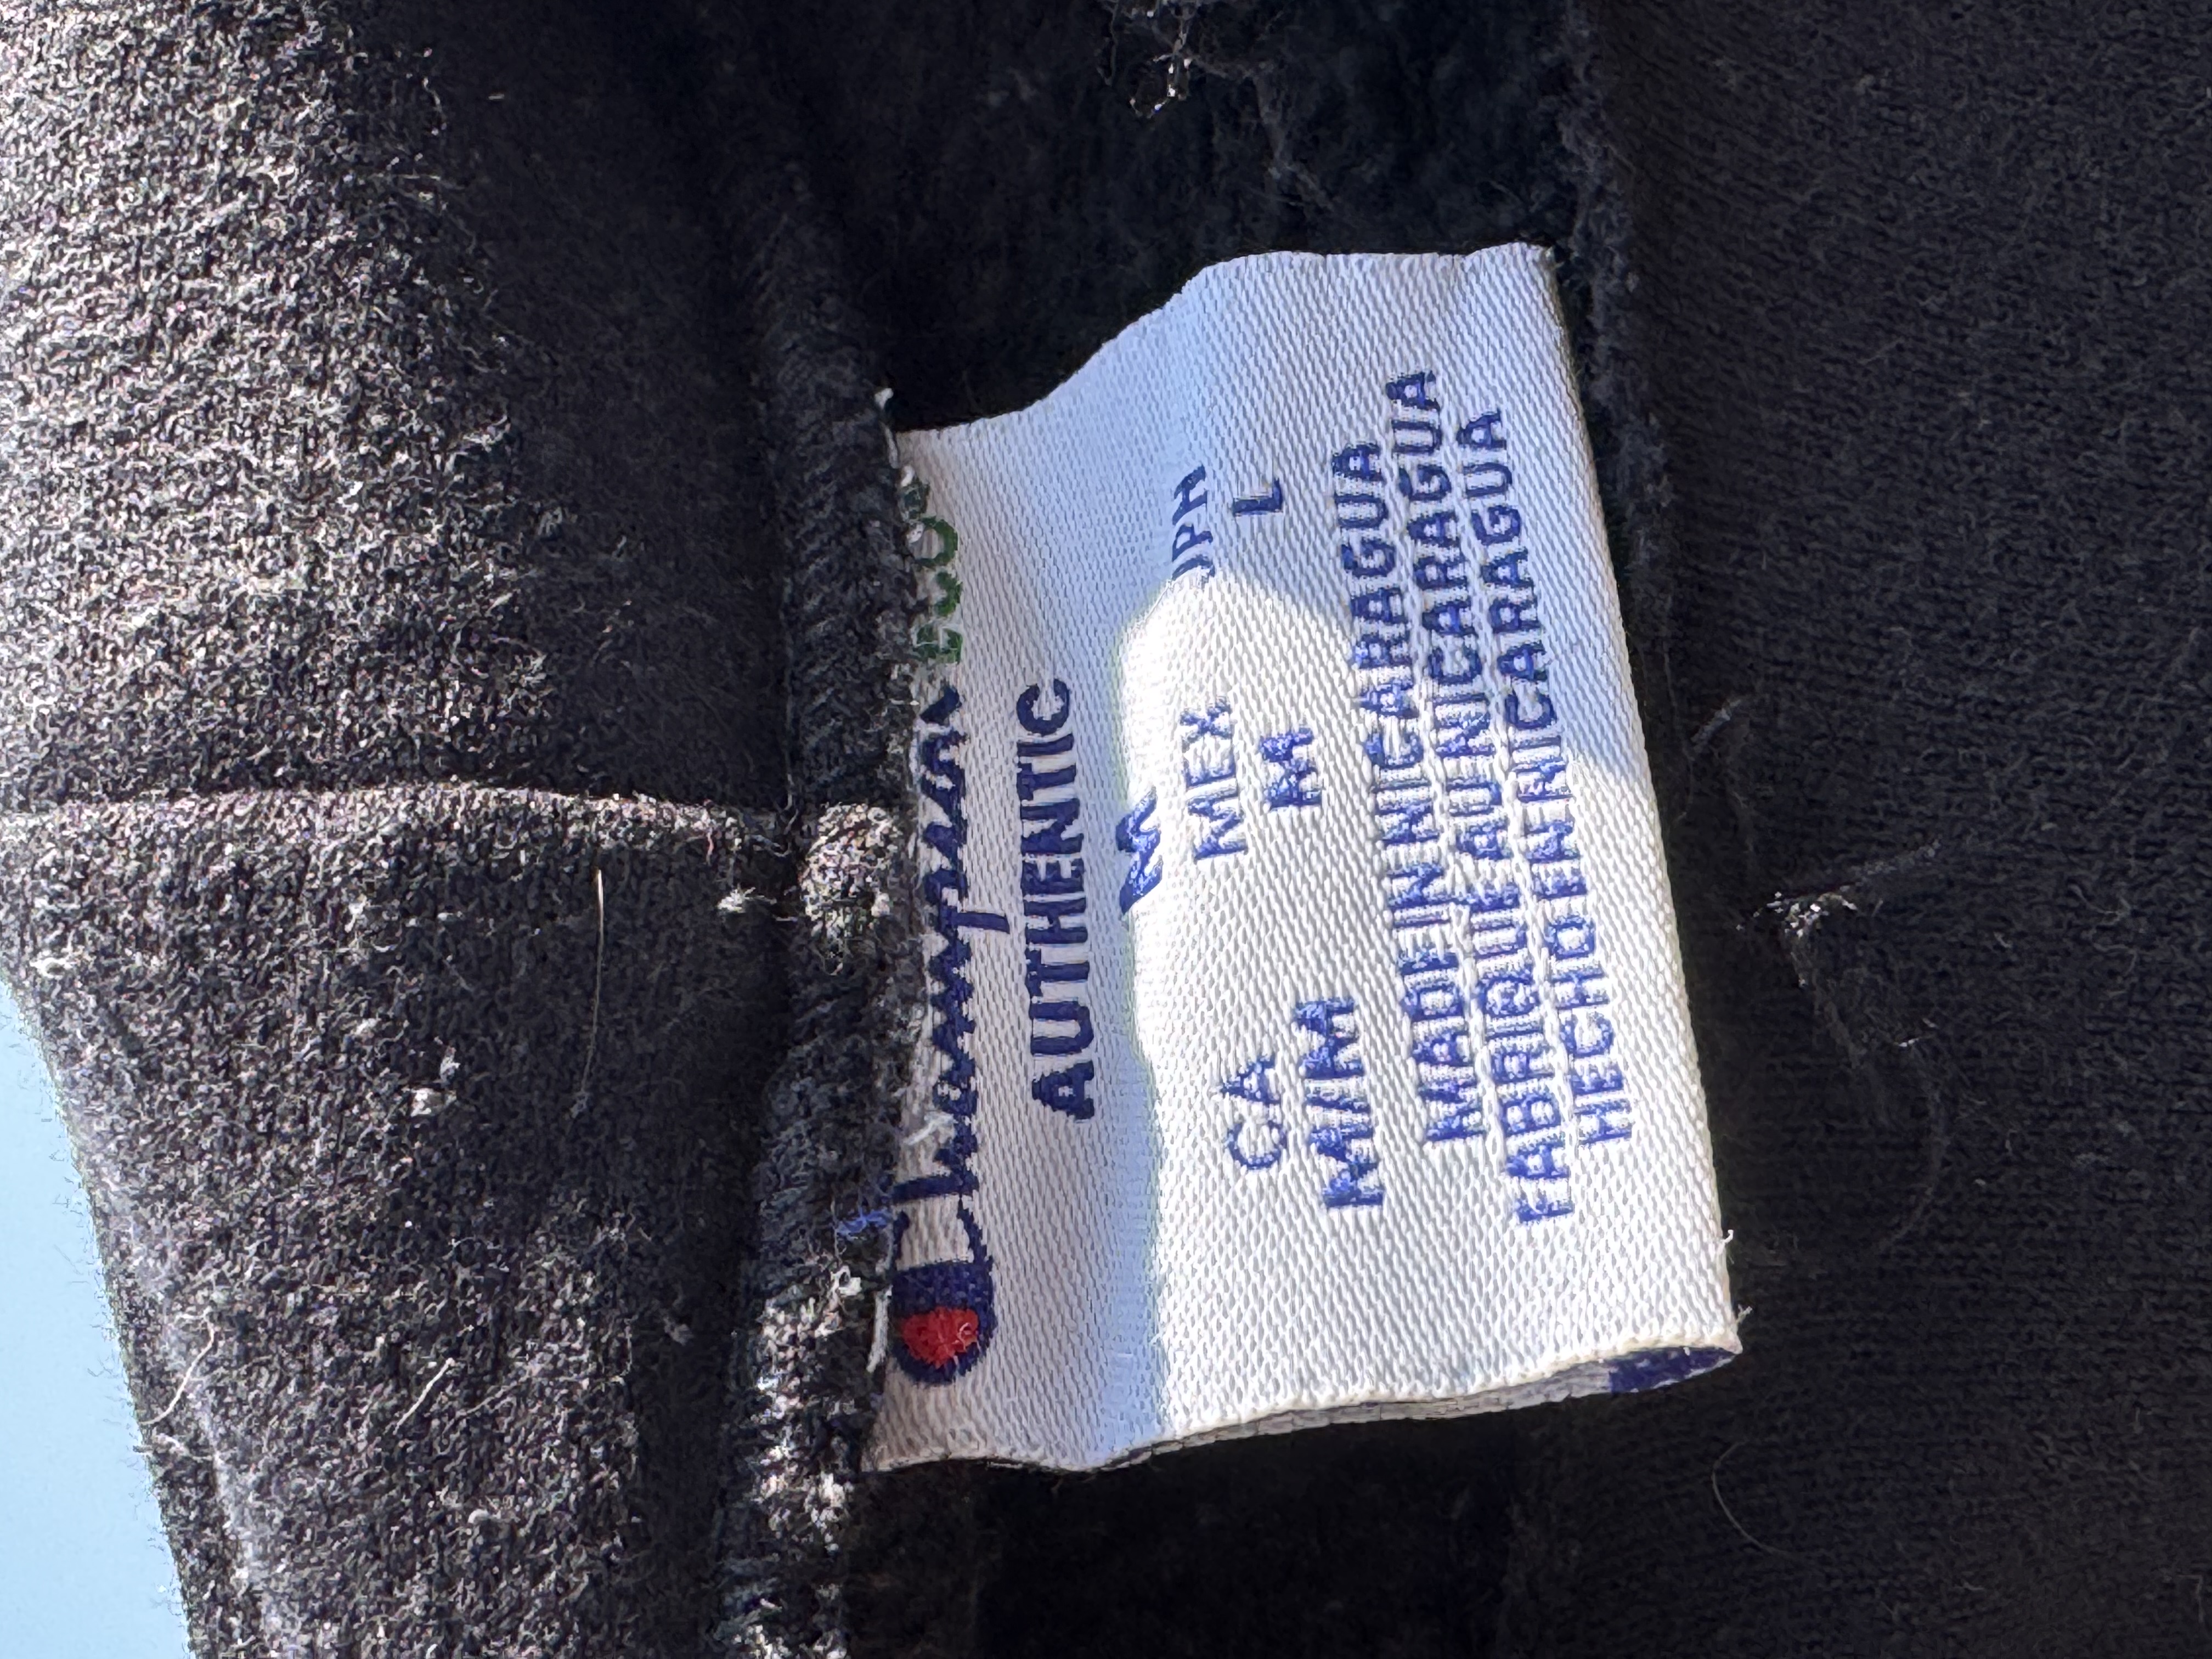 Champion ECO
AUTHENTIC
M
CA MEX JPN
M/M M L
MADE IN NICARAGUA
FABRIQUÉ AU NICARAGUA
HECHO EN NICARAGUA